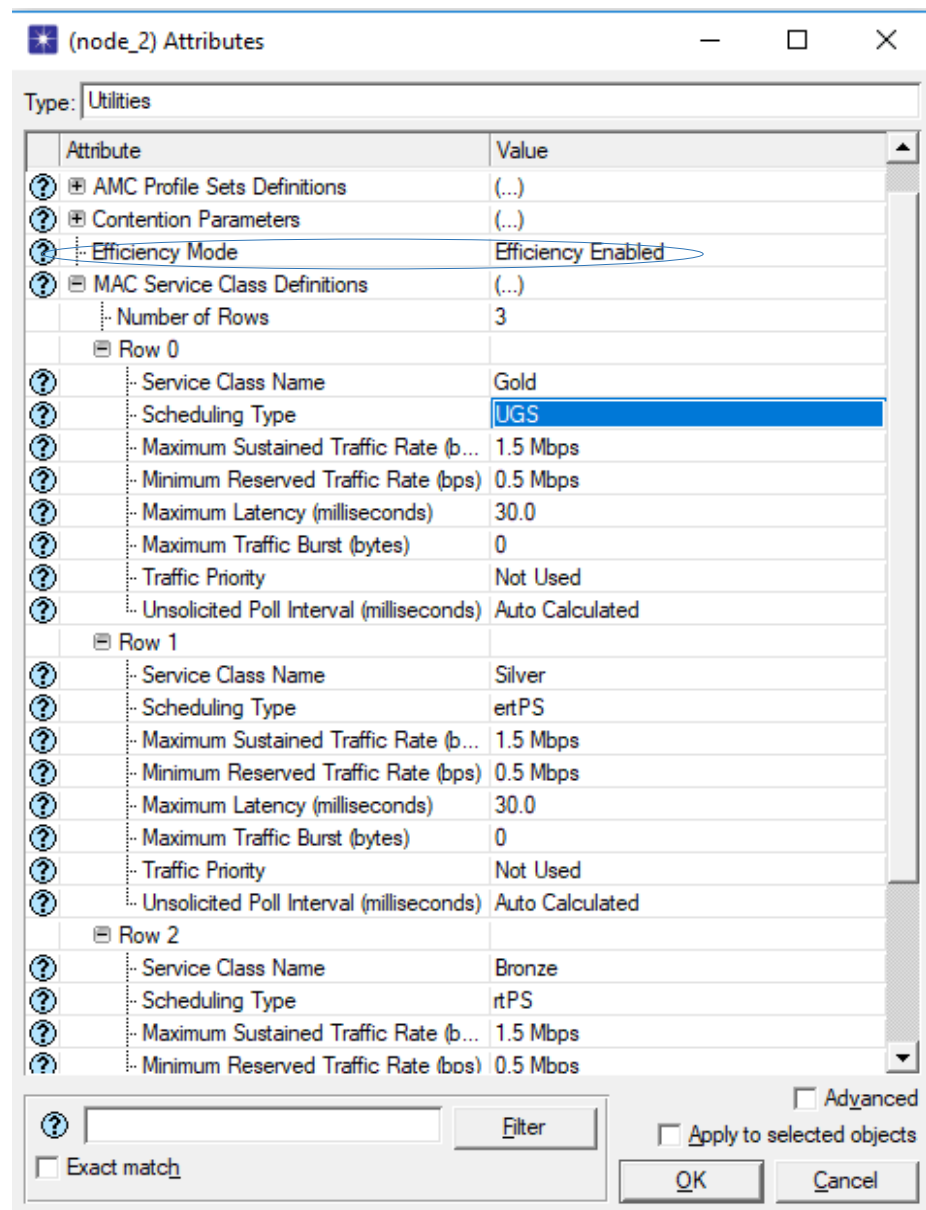 (node_2) Attributes
Type: Utilities
Attribute Value
AMC Profile Sets Definitions (...)
Contention Parameters (...)
Efficiency Mode Efficiency Enabled
MAC Service Class Definitions (...)
Number of Rows 3
Row 0
Service Class Name Gold
Scheduling Type UGS
Maximum Sustained Traffic Rate (b... 1.5 Mbps
Minimum Reserved Traffic Rate (bps) 0.5 Mbps
Maximum Latency (milliseconds) 30.0
Maximum Traffic Burst (bytes) 0
Traffic Priority Not Used
Unsolicited Poll Interval (milliseconds) Auto Calculated
Row 1
Service Class Name Silver
Scheduling Type ertPS
Maximum Sustained Traffic Rate (b... 1.5 Mbps
Minimum Reserved Traffic Rate (bps) 0.5 Mbps
Maximum Latency (milliseconds) 30.0
Maximum Traffic Burst (bytes) 0
Traffic Priority Not Used
Unsolicited Poll Interval (milliseconds) Auto Calculated
Row 2
Service Class Name Bronze
Scheduling Type rtPS
Maximum Sustained Traffic Rate (b... 1.5 Mbps
Minimum Reserved Traffic Rate (bps) 0.5 Mbps
Advanced
Filter
Apply to selected objects
Exact match
OK Cancel